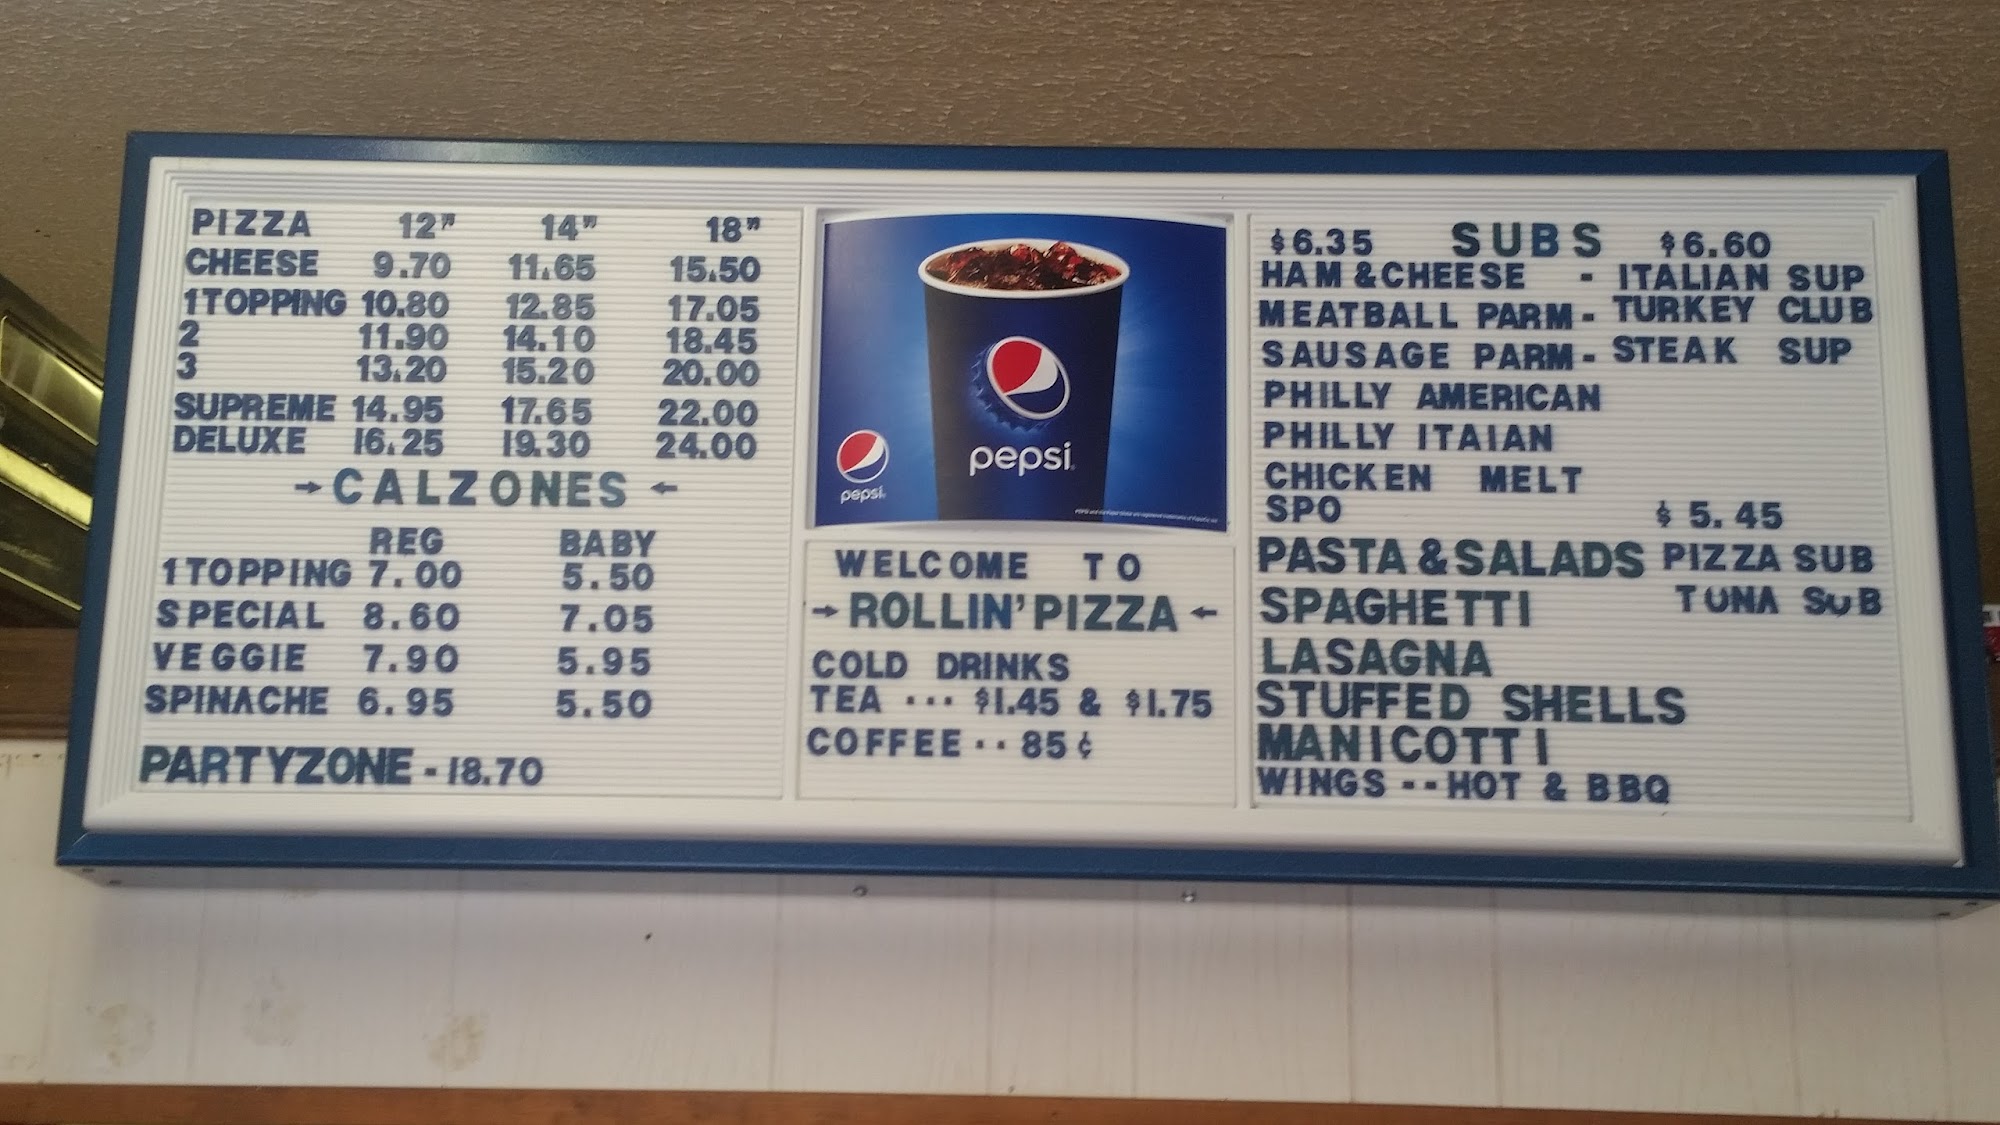 PIZZA 12" 14" 18"
CHEESE 9.70 11.65 15.50
1 TOPPING 10.80 12.85 17.05
2 11.90 14.10 18.45
3 13.20 15.20 20.00
SUPREME 14.95 17.65 22.00
DELUXE 16.25 19.30 24.00
→ CALZONES ←
REG BABY
1 TOPPING 7.00 5.50
SPECIAL 8.60 7.05
VEGGIE 7.90 5.95
SPINACHE 6.95 5.50
PARTYZONE - 18.70
pepsi
pepsi
WELCOME TO
→ ROLLIN' PIZZA ←
COLD DRINKS
TEA ... $1.45 & $1.75
COFFEE .. 85¢
$6.35 SUBS $6.60
HAM & CHEESE - ITALIAN SUP
MEATBALL PARM - TURKEY CLUB
SAUSAGE PARM - STEAK SUP
PHILLY AMERICAN
PHILLY ITAIAN
CHICKEN MELT
SPO $5.45
PASTA & SALADS PIZZA SUB
SPAGHETTI TUNA SUB
LASAGNA
STUFFED SHELLS
MANICOTTI
WINGS -- HOT & BBQ